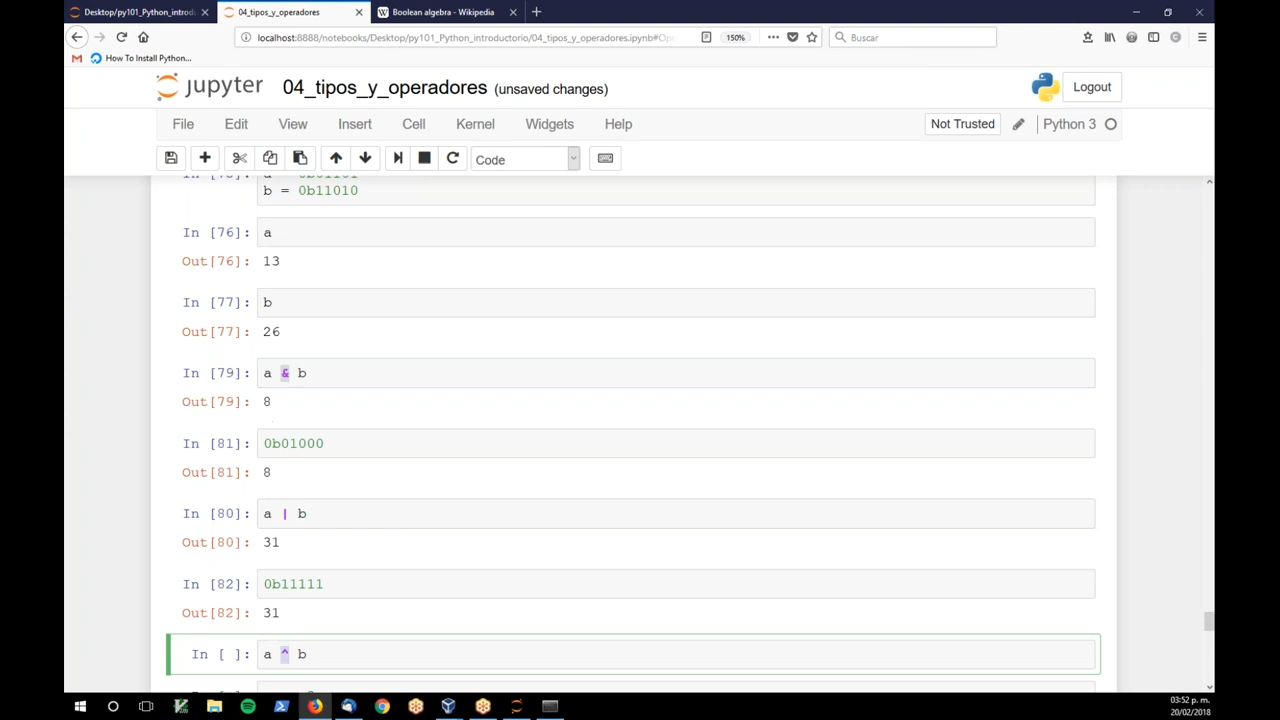 Desktop/py101_Python_introdu
04_tipos_y_operadores
Boolean algebra - Wikipedia
localhost:8888/notebooks/Desktop/py101_Python_introductorio/04_tipos_y_operadores.ipynb#Ope
150%
Buscar
How To Install Python...
jupyter
04_tipos_y_operadores (unsaved changes)
Logout
File Edit View Insert Cell Kernel Widgets Help
Not Trusted
Python 3
Code
b = 0b11010
In [76]: a
Out[76]: 13
In [77]: b
Out[77]: 26
In [79]: a & b
Out[79]: 8
In [81]: 0b01000
Out[81]: 8
In [80]: a | b
Out[80]: 31
In [82]: 0b11111
Out[82]: 31
In [ ]: a ^ b
03:52 p. m.
20/02/2018